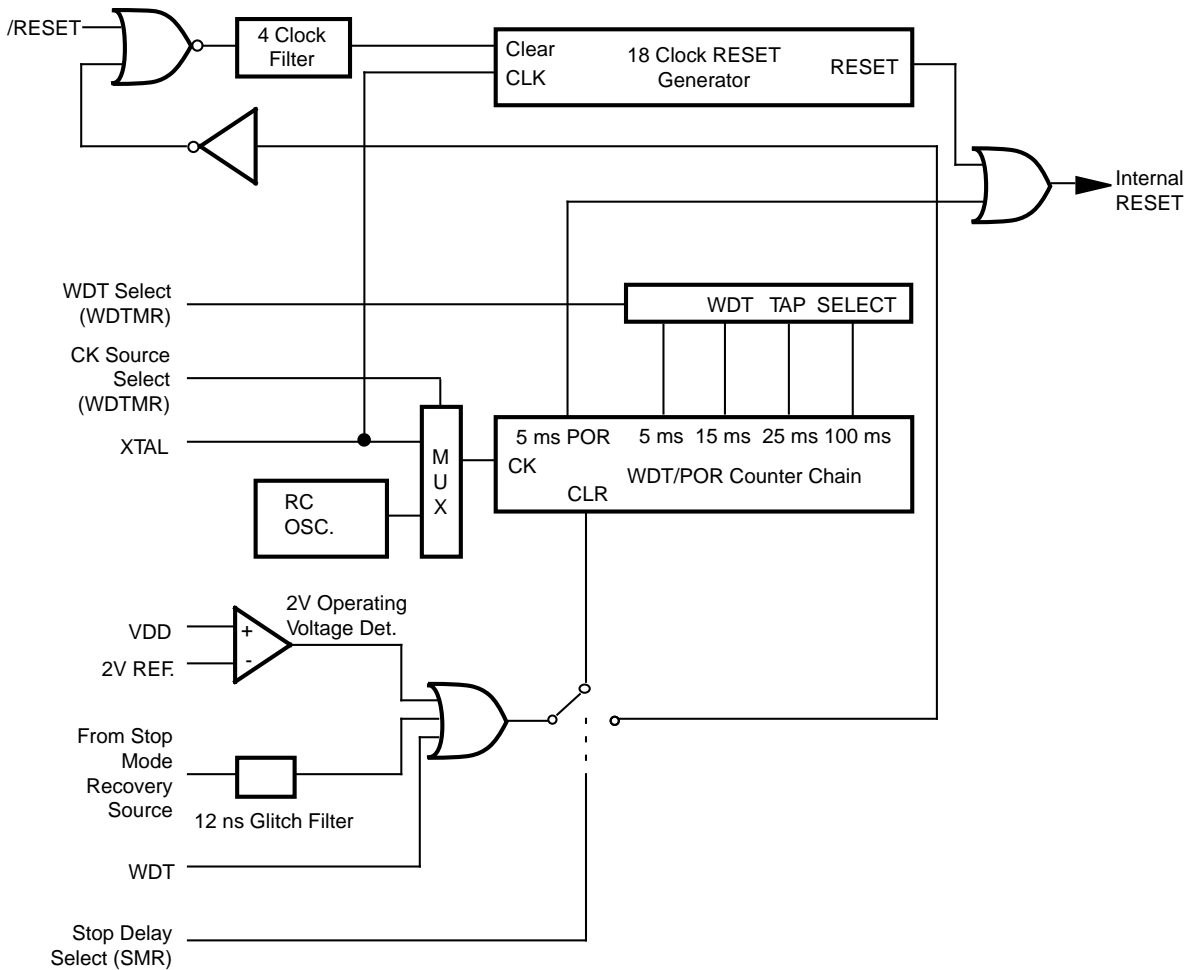 /RESET
4 Clock
Filter
Clear
CLK
18 Clock RESET
Generator
RESET
Internal
RESET
WDT Select
(WDTMR)
WDT TAP SELECT
CK Source
Select
(WDTMR)
XTAL
M
U
X
5 ms POR
5 ms
15 ms
25 ms
100 ms
CK
WDT/POR Counter Chain
CLR
RC
OSC.
2V Operating
Voltage Det.
VDD
+
2V REF.
-
From Stop
Mode
Recovery
Source
12 ns Glitch Filter
WDT
Stop Delay
Select (SMR)